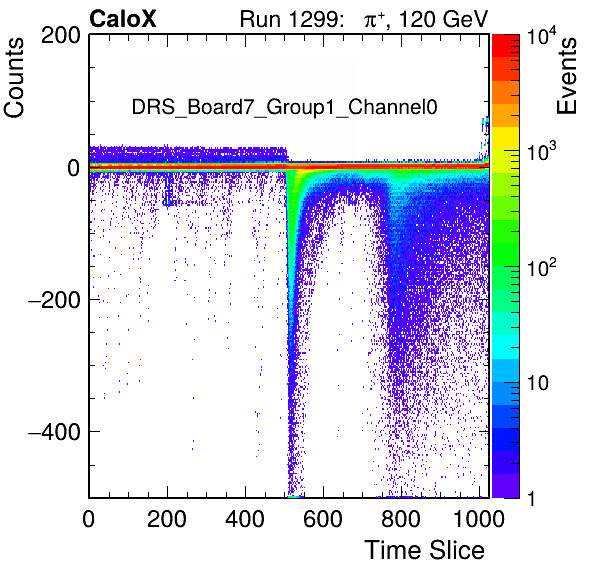 CaloX Run 1299: π⁺, 120 GeV
Counts
Events
DRS_Board7_Group1_Channel0
200
0
−200
−400
0 200 400 600 800 1000
Time Slice
10⁴
10³
10²
10
1